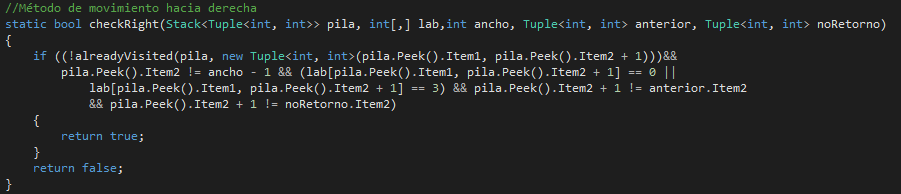 //Método de movimiento hacia derecha
static bool checkRight(Stack<Tuple<int, int>> pila, int[,] lab,int ancho, Tuple<int, int> anterior, Tuple<int, int> noRetorno)
{
if ((!alreadyVisited(pila, new Tuple<int, int>(pila.Peek().Item1, pila.Peek().Item2 + 1)))&&
pila.Peek().Item2 != ancho - 1 && (lab[pila.Peek().Item1, pila.Peek().Item2 + 1] == 0 ||
lab[pila.Peek().Item1, pila.Peek().Item2 + 1] == 3) && pila.Peek().Item2 + 1 != anterior.Item2
&& pila.Peek().Item2 + 1 != noRetorno.Item2)
{
return true;
}
return false;
}